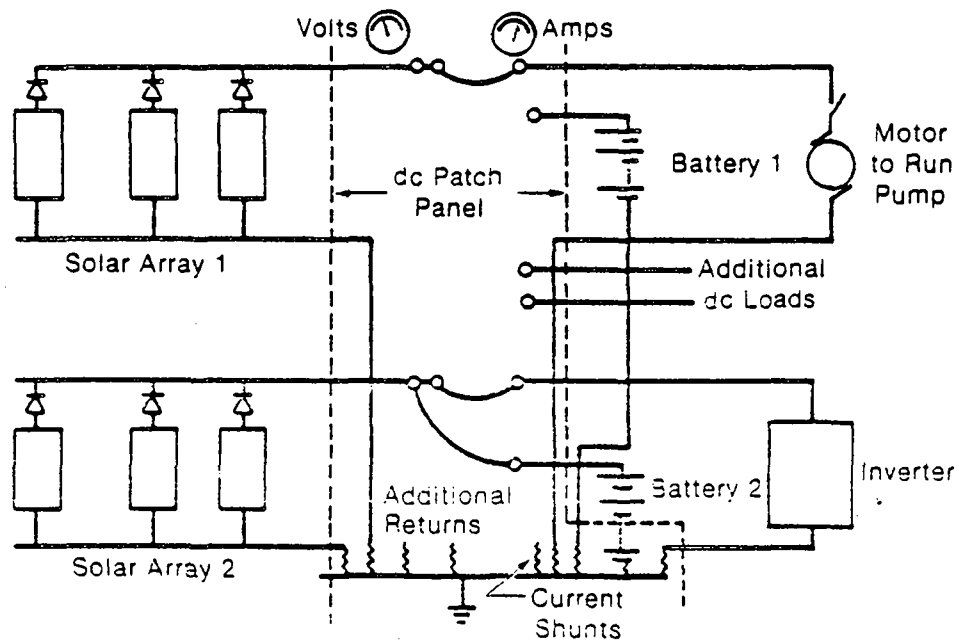 Volts
Amps
Motor
to Run
Pump
Battery 1
dc Patch
Panel
Solar Array 1
Additional
dc Loads
Additional
Returns
Battery 2
Inverter
Solar Array 2
Current
Shunts